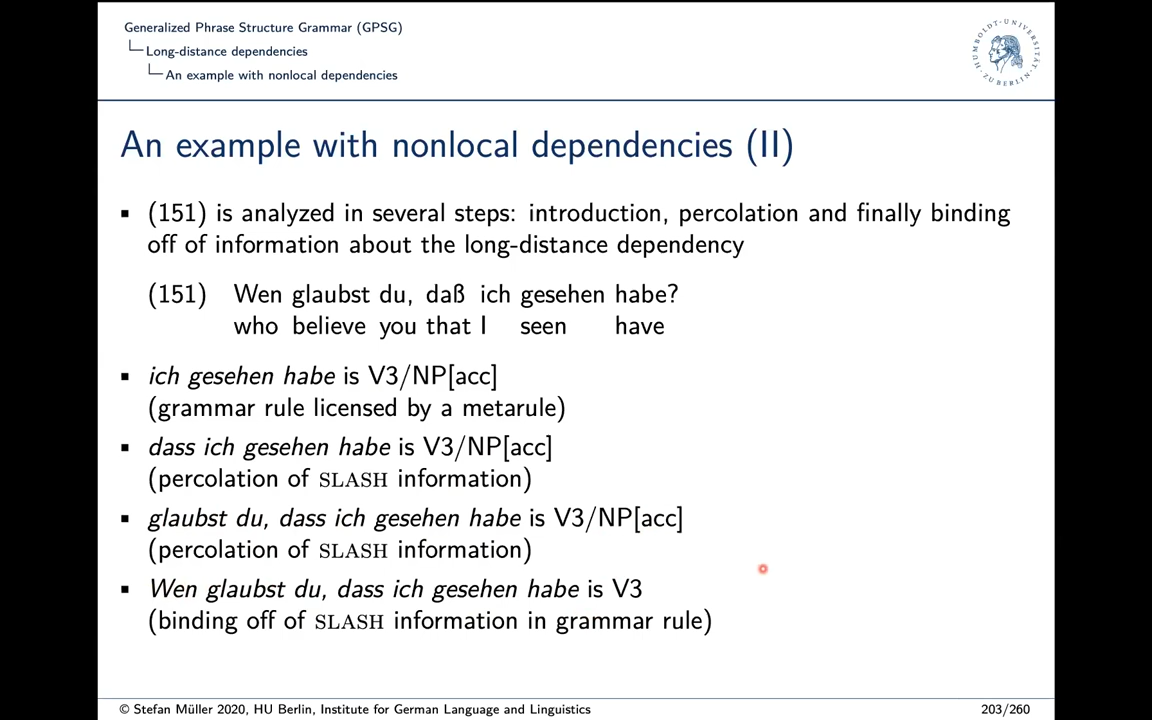 Generalized Phrase Structure Grammar (GPSG)
Long-distance dependencies
An example with nonlocal dependencies
HUMBOLDT-UNIVERSITÄT ZU BERLIN
An example with nonlocal dependencies (II)
▪ (151) is analyzed in several steps: introduction, percolation and finally binding
off of information about the long-distance dependency
(151) Wen glaubst du, daß ich gesehen habe?
who believe you that I seen have
▪ ich gesehen habe is V3/NP[acc]
(grammar rule licensed by a metarule)
▪ dass ich gesehen habe is V3/NP[acc]
(percolation of SLASH information)
▪ glaubst du, dass ich gesehen habe is V3/NP[acc]
(percolation of SLASH information)
▪ Wen glaubst du, dass ich gesehen habe is V3
(binding off of SLASH information in grammar rule)
© Stefan Müller 2020, HU Berlin, Institute for German Language and Linguistics
203/260